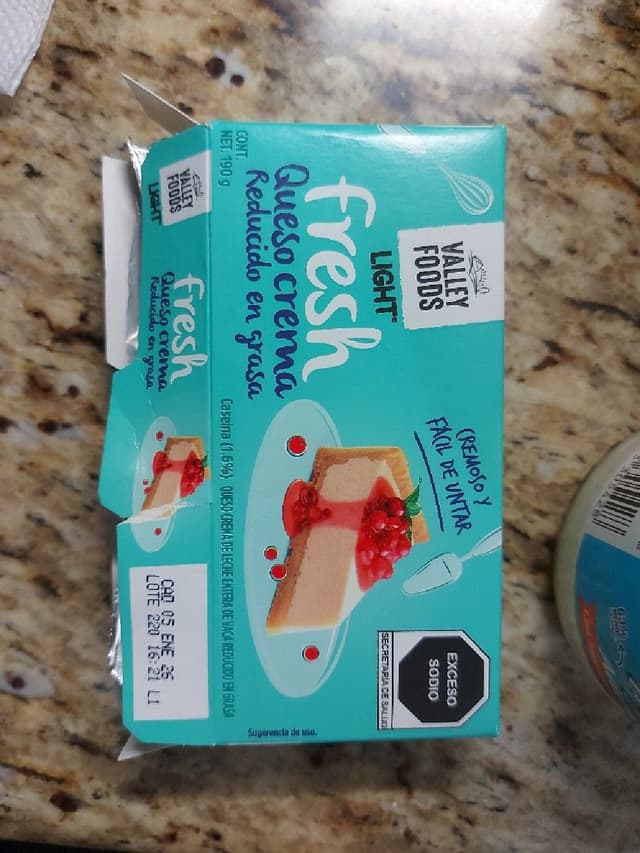 VALLEY
FOODS
fresh
LIGHT®
Queso crema
Reducido en grasa
CONT.
NET. 190 g
CREMOSO Y
FÁCIL DE UNTAR
EXCESO
SODIO
SECRETARÍA DE SALUD
Caseína (1.6%) QUESO CREMA DE LECHE ENTERA DE VACA REDUCIDO EN GRASA
Sugerencia de uso.
VALLEY
FOODS
LIGHT
fresh
Queso crema
Reducido en grasa
CAD 05 ENE 26
LOTE 220 16:21 L1